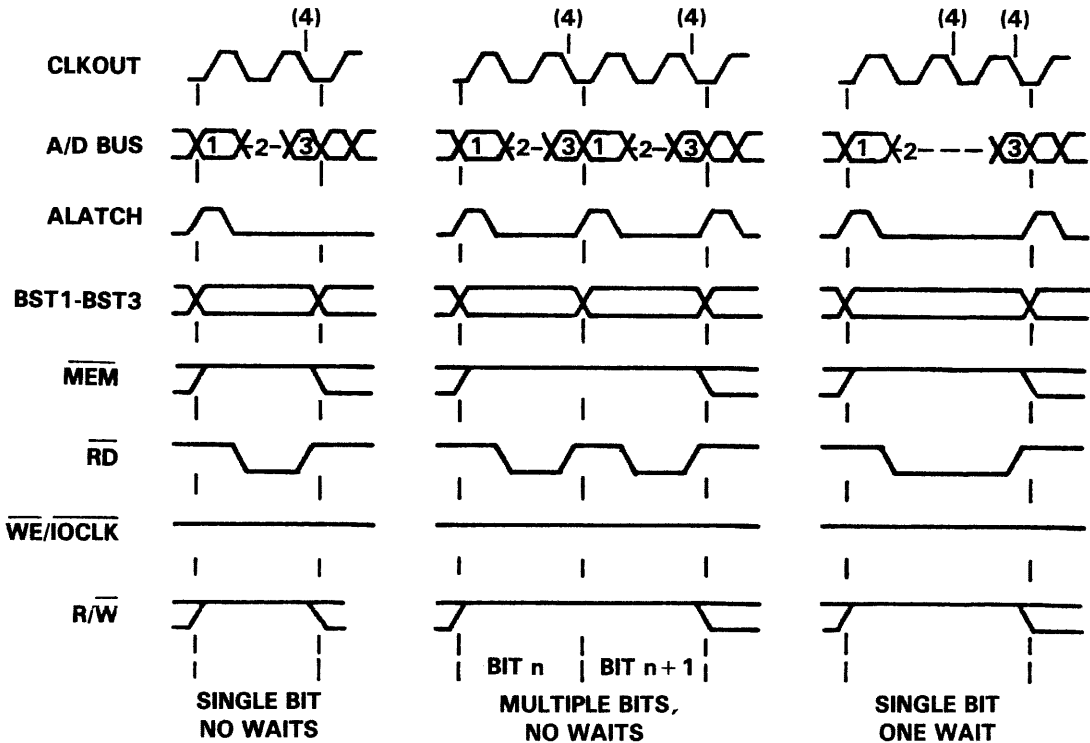 (4) (4) (4) (4) (4)
CLKOUT
A/D BUS 1 -2- 3 1 -2- 3 1 -2- 3 1 -2---- 3
ALATCH
BST1-BST3
MEM
RD
WE/IOCLK
R/W
BIT n BIT n + 1
SINGLE BIT
NO WAITS
MULTIPLE BITS,
NO WAITS
SINGLE BIT
ONE WAIT